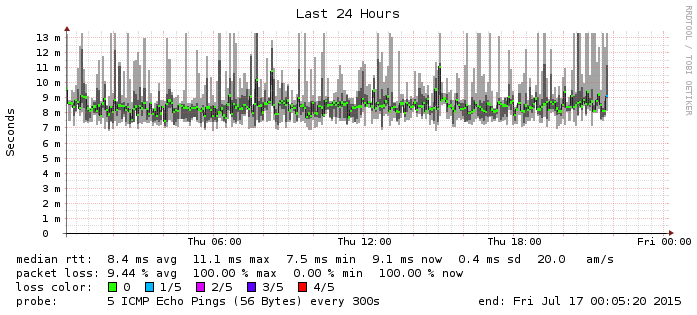 Last 24 Hours
RRDTOOL / TOBI OETIKER
Seconds
13 m
12 m
11 m
10 m
9 m
8 m
7 m
6 m
5 m
4 m
3 m
2 m
1 m
0
Thu 06:00 Thu 12:00 Thu 18:00 Fri 00:00
median rtt: 8.4 ms avg 11.1 ms max 7.5 ms min 9.1 ms now 0.4 ms sd 20.0 am/s
packet loss: 9.44 % avg 100.00 % max 0.00 % min 100.00 % now
loss color: 0 1/5 2/5 3/5 4/5
probe: 5 ICMP Echo Pings (56 Bytes) every 300s end: Fri Jul 17 00:05:20 2015